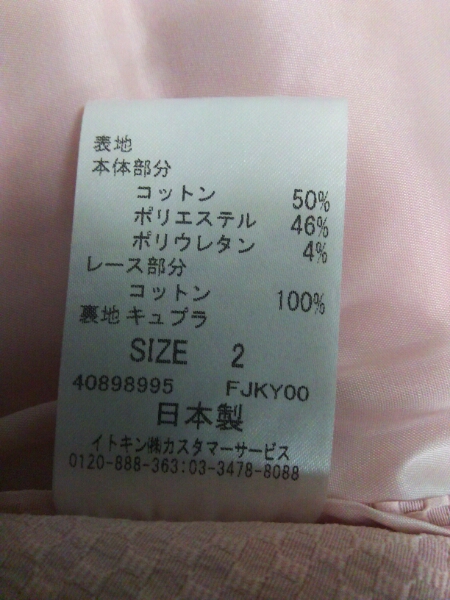 表地
本体部分
コットン 50%
ポリエステル 46%
ポリウレタン 4%
レース部分
コットン 100%
裏地 キュプラ
SIZE 2
40898995 FJKY00
日本製
イトキン㈱カスタマーサービス
0120-888-363:03-3478-8088